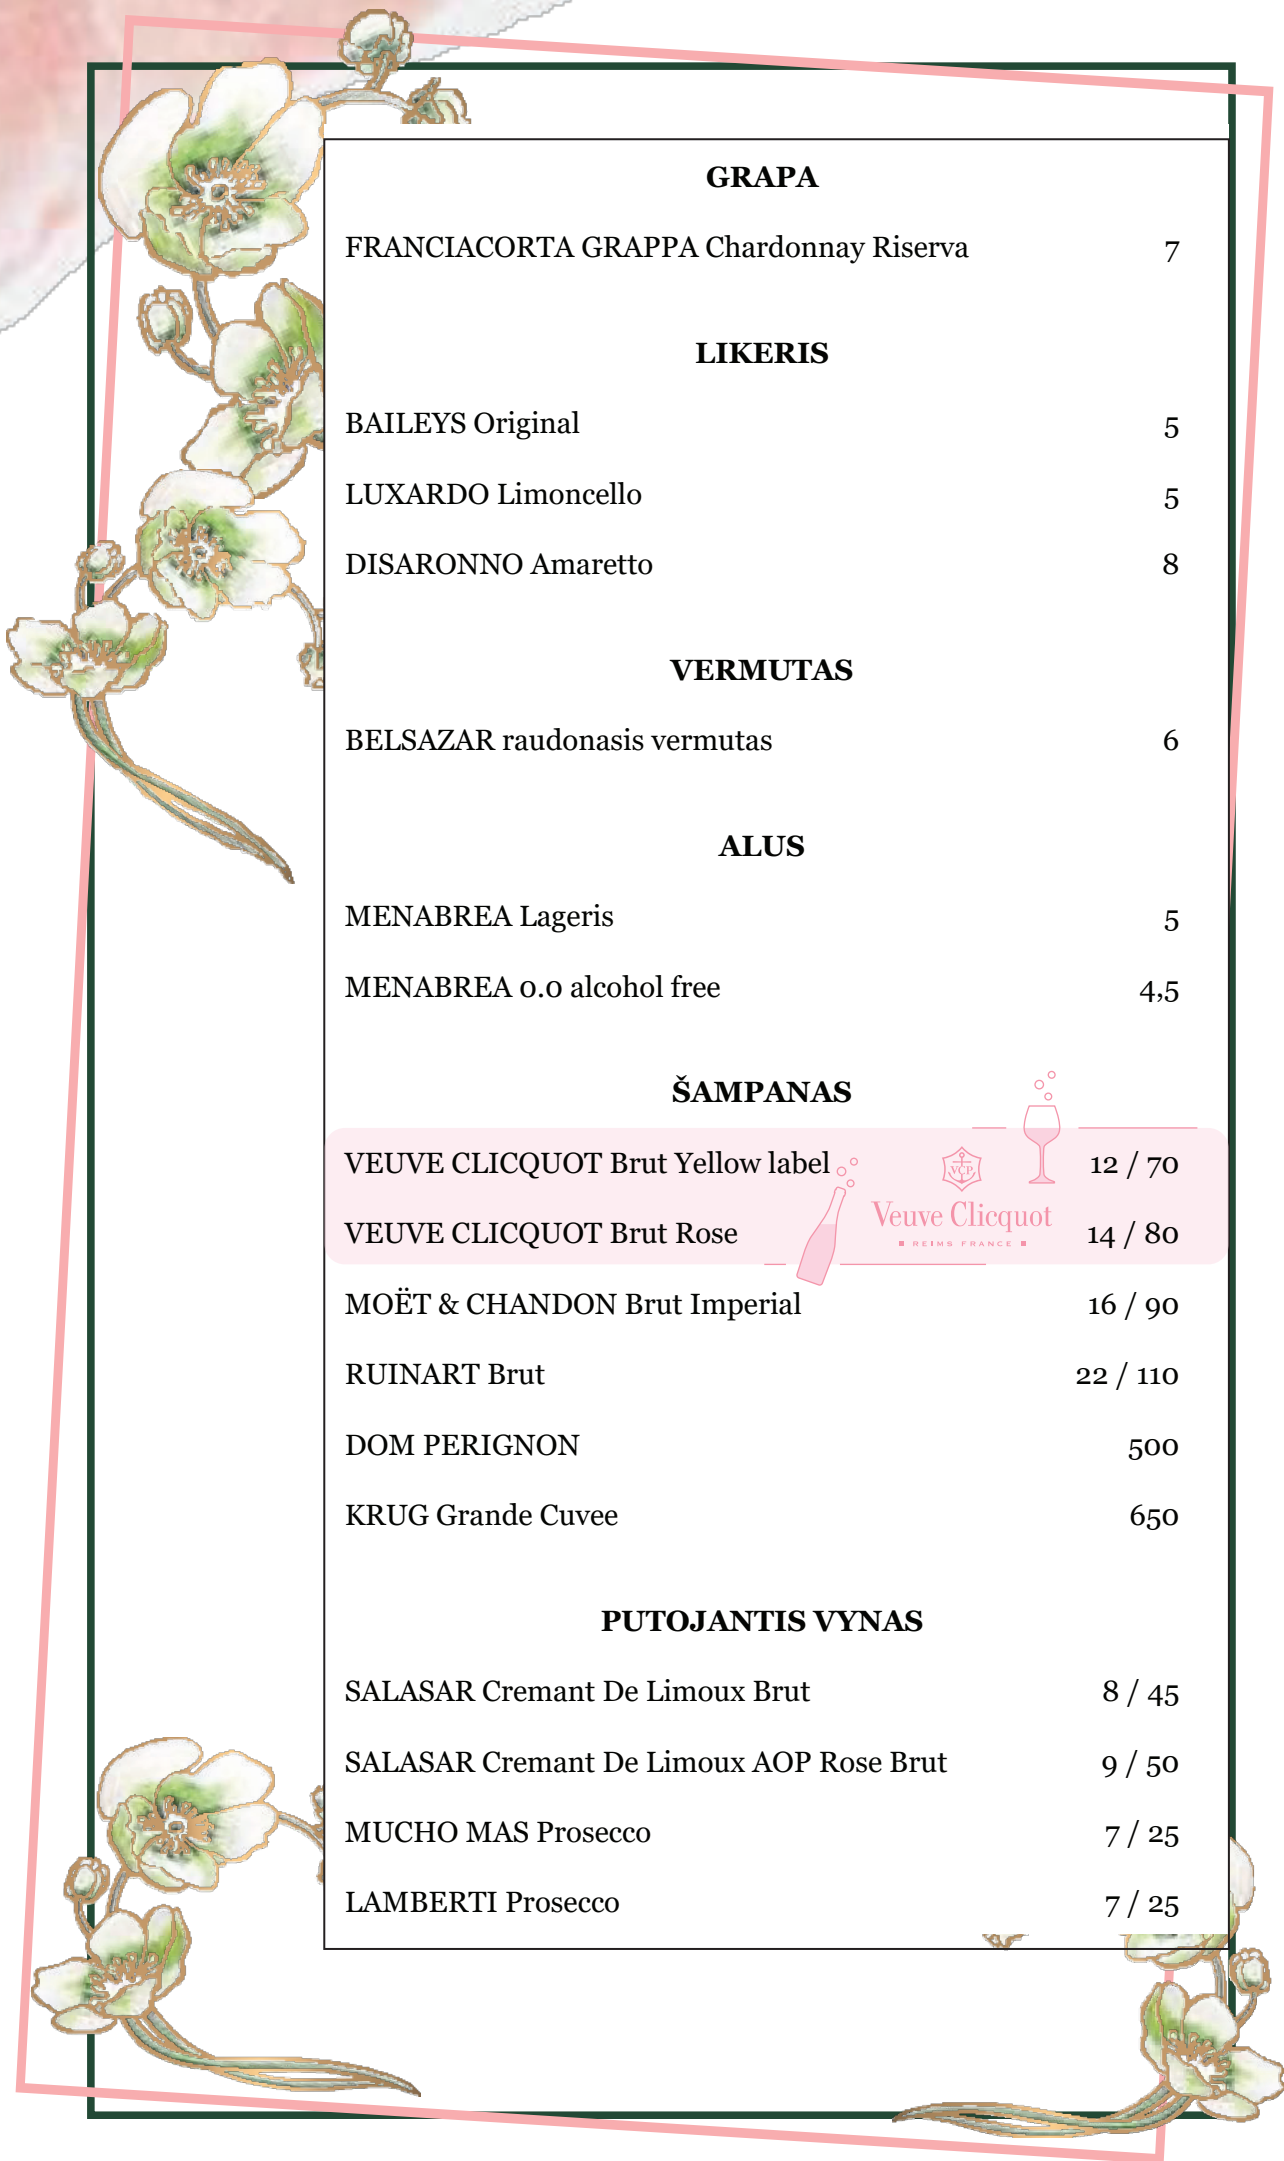 GRAPA
FRANCIACORTA GRAPPA Chardonnay Riserva 7
LIKERIS
BAILEYS Original 5
LUXARDO Limoncello 5
DISARONNO Amaretto 8
VERMUTAS
BELSAZAR raudonasis vermutas 6
ALUS
MENABREA Lageris 5
MENABREA 0.0 alcohol free 4,5
ŠAMPANAS
VEUVE CLICQUOT Brut Yellow label 12 / 70
VCP
Veuve Clicquot
REIMS FRANCE
VEUVE CLICQUOT Brut Rose 14 / 80
MOËT & CHANDON Brut Imperial 16 / 90
RUINART Brut 22 / 110
DOM PERIGNON 500
KRUG Grande Cuvee 650
PUTOJANTIS VYNAS
SALASAR Cremant De Limoux Brut 8 / 45
SALASAR Cremant De Limoux AOP Rose Brut 9 / 50
MUCHO MAS Prosecco 7 / 25
LAMBERTI Prosecco 7 / 25